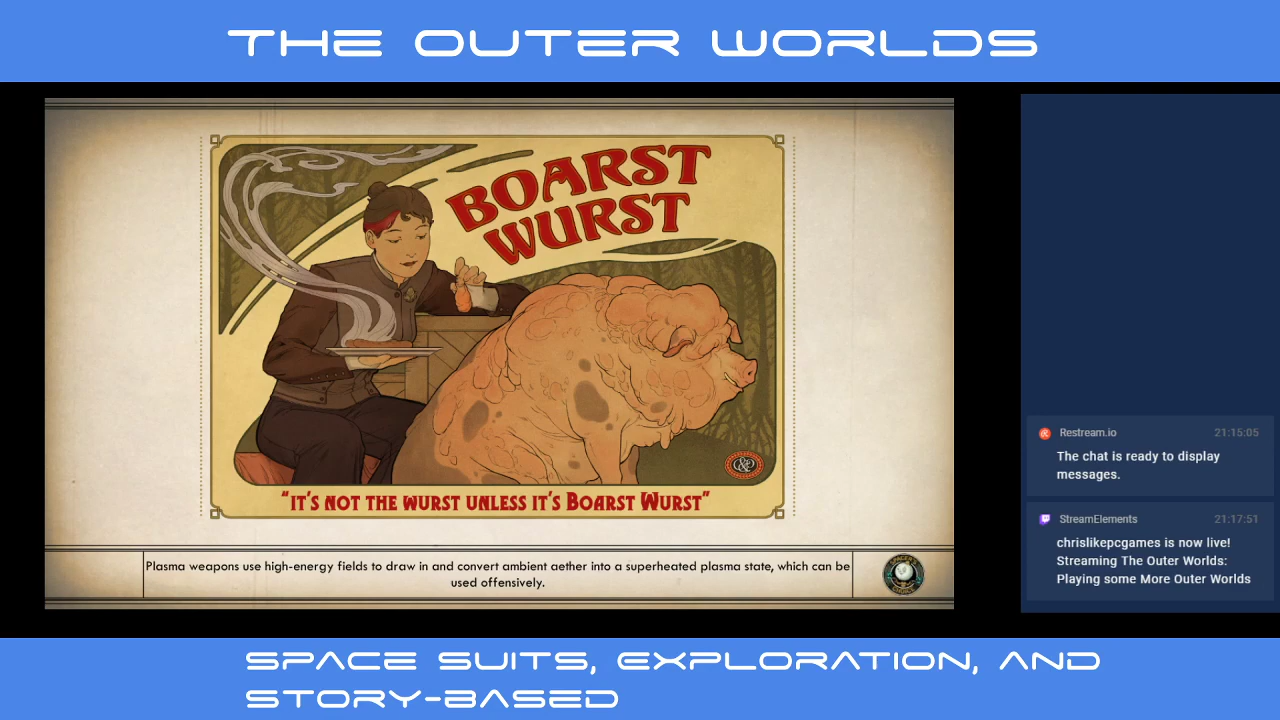 THE OUTER WORLDS
BOARST
WURST
"IT'S NOT THE WURST UNLESS IT'S BOARST WURST"
Plasma weapons use high-energy fields to draw in and convert ambient aether into a superheated plasma state, which can be
used offensively.
Restream.io 21:15:05
The chat is ready to display
messages.
StreamElements 21:17:51
chrislikepcgames is now live!
Streaming The Outer Worlds:
Playing some More Outer Worlds
SPACE SUITS, EXPLORATION, AND
STORY-BASED